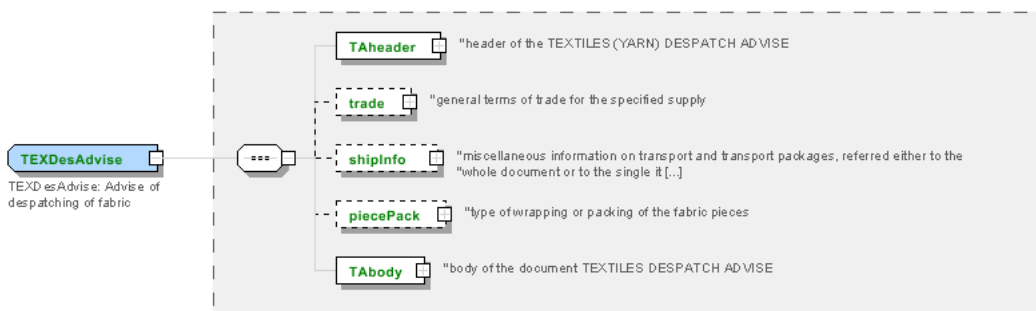 TAheader
"header of the TEXTILES (YARN) DESPATCH ADVISE
trade
"general terms of trade for the specified supply
TEXDesAdvise
TEXDesAdvise: Advise of
despatching of fabric
shipInfo
"miscellaneous information on transport and transport packages, referred either to the
"whole document or to the single it [...]
piecePack
"type of wrapping or packing of the fabric pieces
TAbody
"body of the document TEXTILES DESPATCH ADVISE